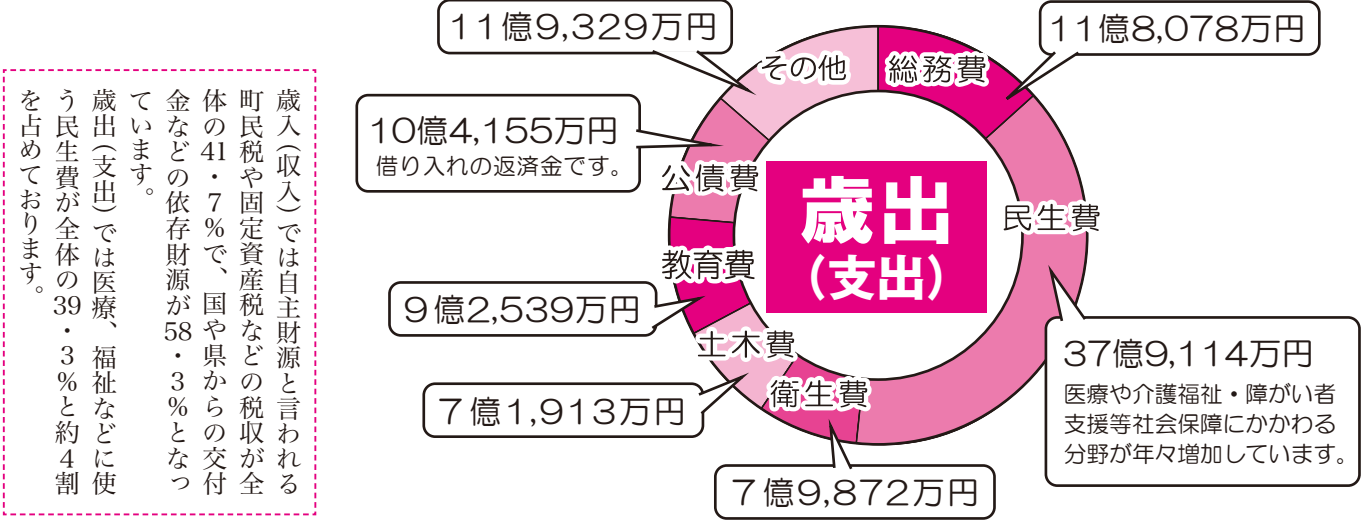 歳入(収入)では自主財源と言われる
町民税や固定資産税などの税収が全
体の41・7%で、国や県からの交付
金などの依存財源が58・3%となっ
ています。
歳出(支出)では医療、福祉などに使
う民生費が全体の39・3%と約4割
を占めております。
歳出
(支出)
総務費
11億8,078万円
民生費
37億9,114万円
医療や介護福祉・障がい者
支援等社会保障にかかわる
分野が年々増加しています。
衛生費
7億9,872万円
土木費
7億1,913万円
教育費
9億2,539万円
公債費
10億4,155万円
借り入れの返済金です。
その他
11億9,329万円